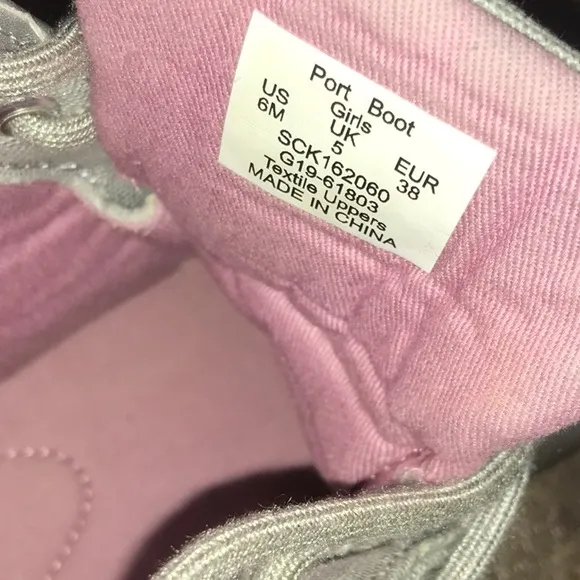 Port Boot
Girls
US UK EUR
6M 5 38
SCK162060
G19-61803
Textile Uppers
MADE IN CHINA